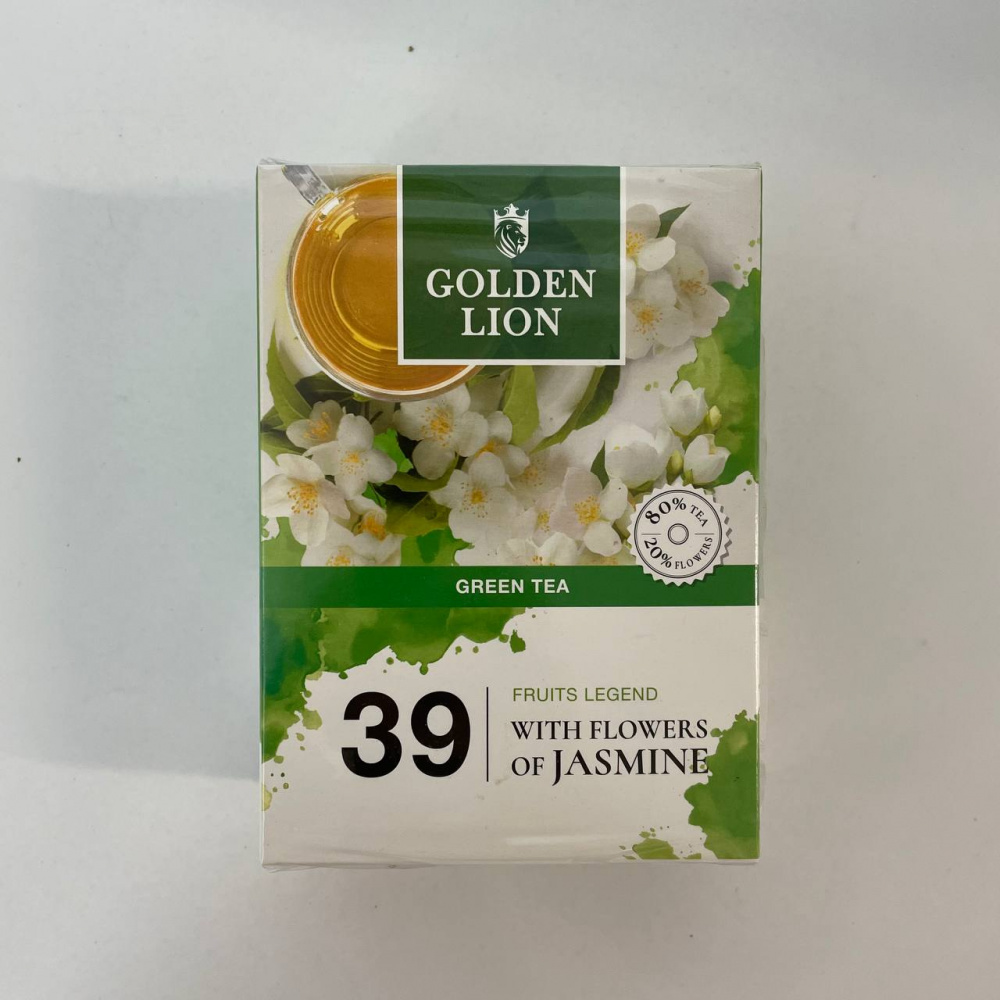 GOLDEN
LION
80% TEA
20% FLOWERS
GREEN TEA
39
FRUITS LEGEND
WITH FLOWERS
OF JASMINE